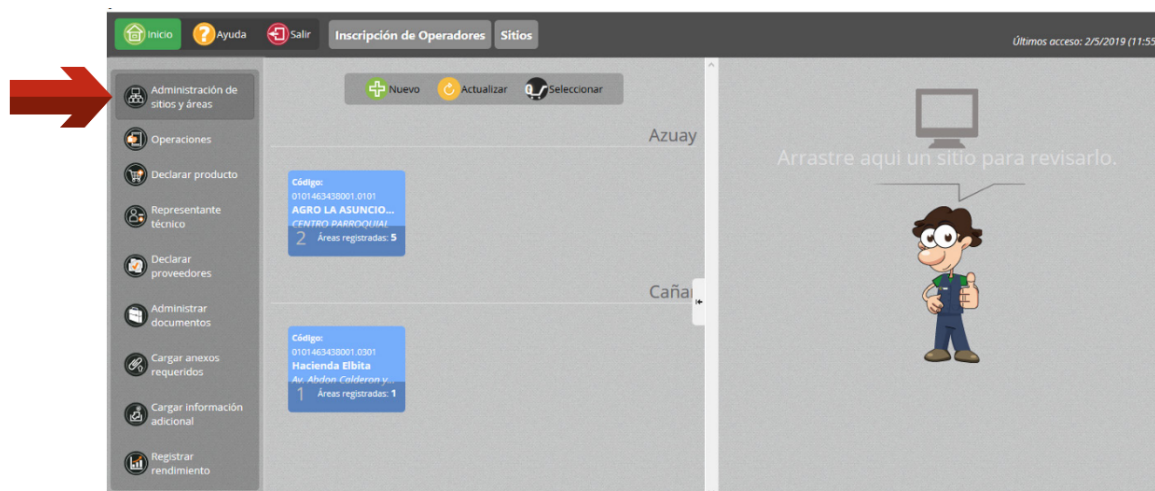 Inicio
Ayuda
Salir
Inscripción de Operadores
Sitios
Últimos acceso: 2/5/2019 (11:55
Administración de
sitios y áreas
Operaciones
Declarar producto
Representante
técnico
Declarar
proveedores
Administrar
documentos
Cargar anexos
requeridos
Cargar información
adicional
Registrar
rendimiento
Nuevo
Actualizar
Seleccionar
Azuay
Código:
0101463438001.0101
AGRO LA ASUNCIO...
CENTRO PARROQUIAL
2
Áreas registradas: 5
Cañar
Código:
0101463438001.0301
Hacienda Elbita
Av. Abdon Calderon y...
1
Áreas registradas: 1
Arrastre aqui un sitio para revisarlo.